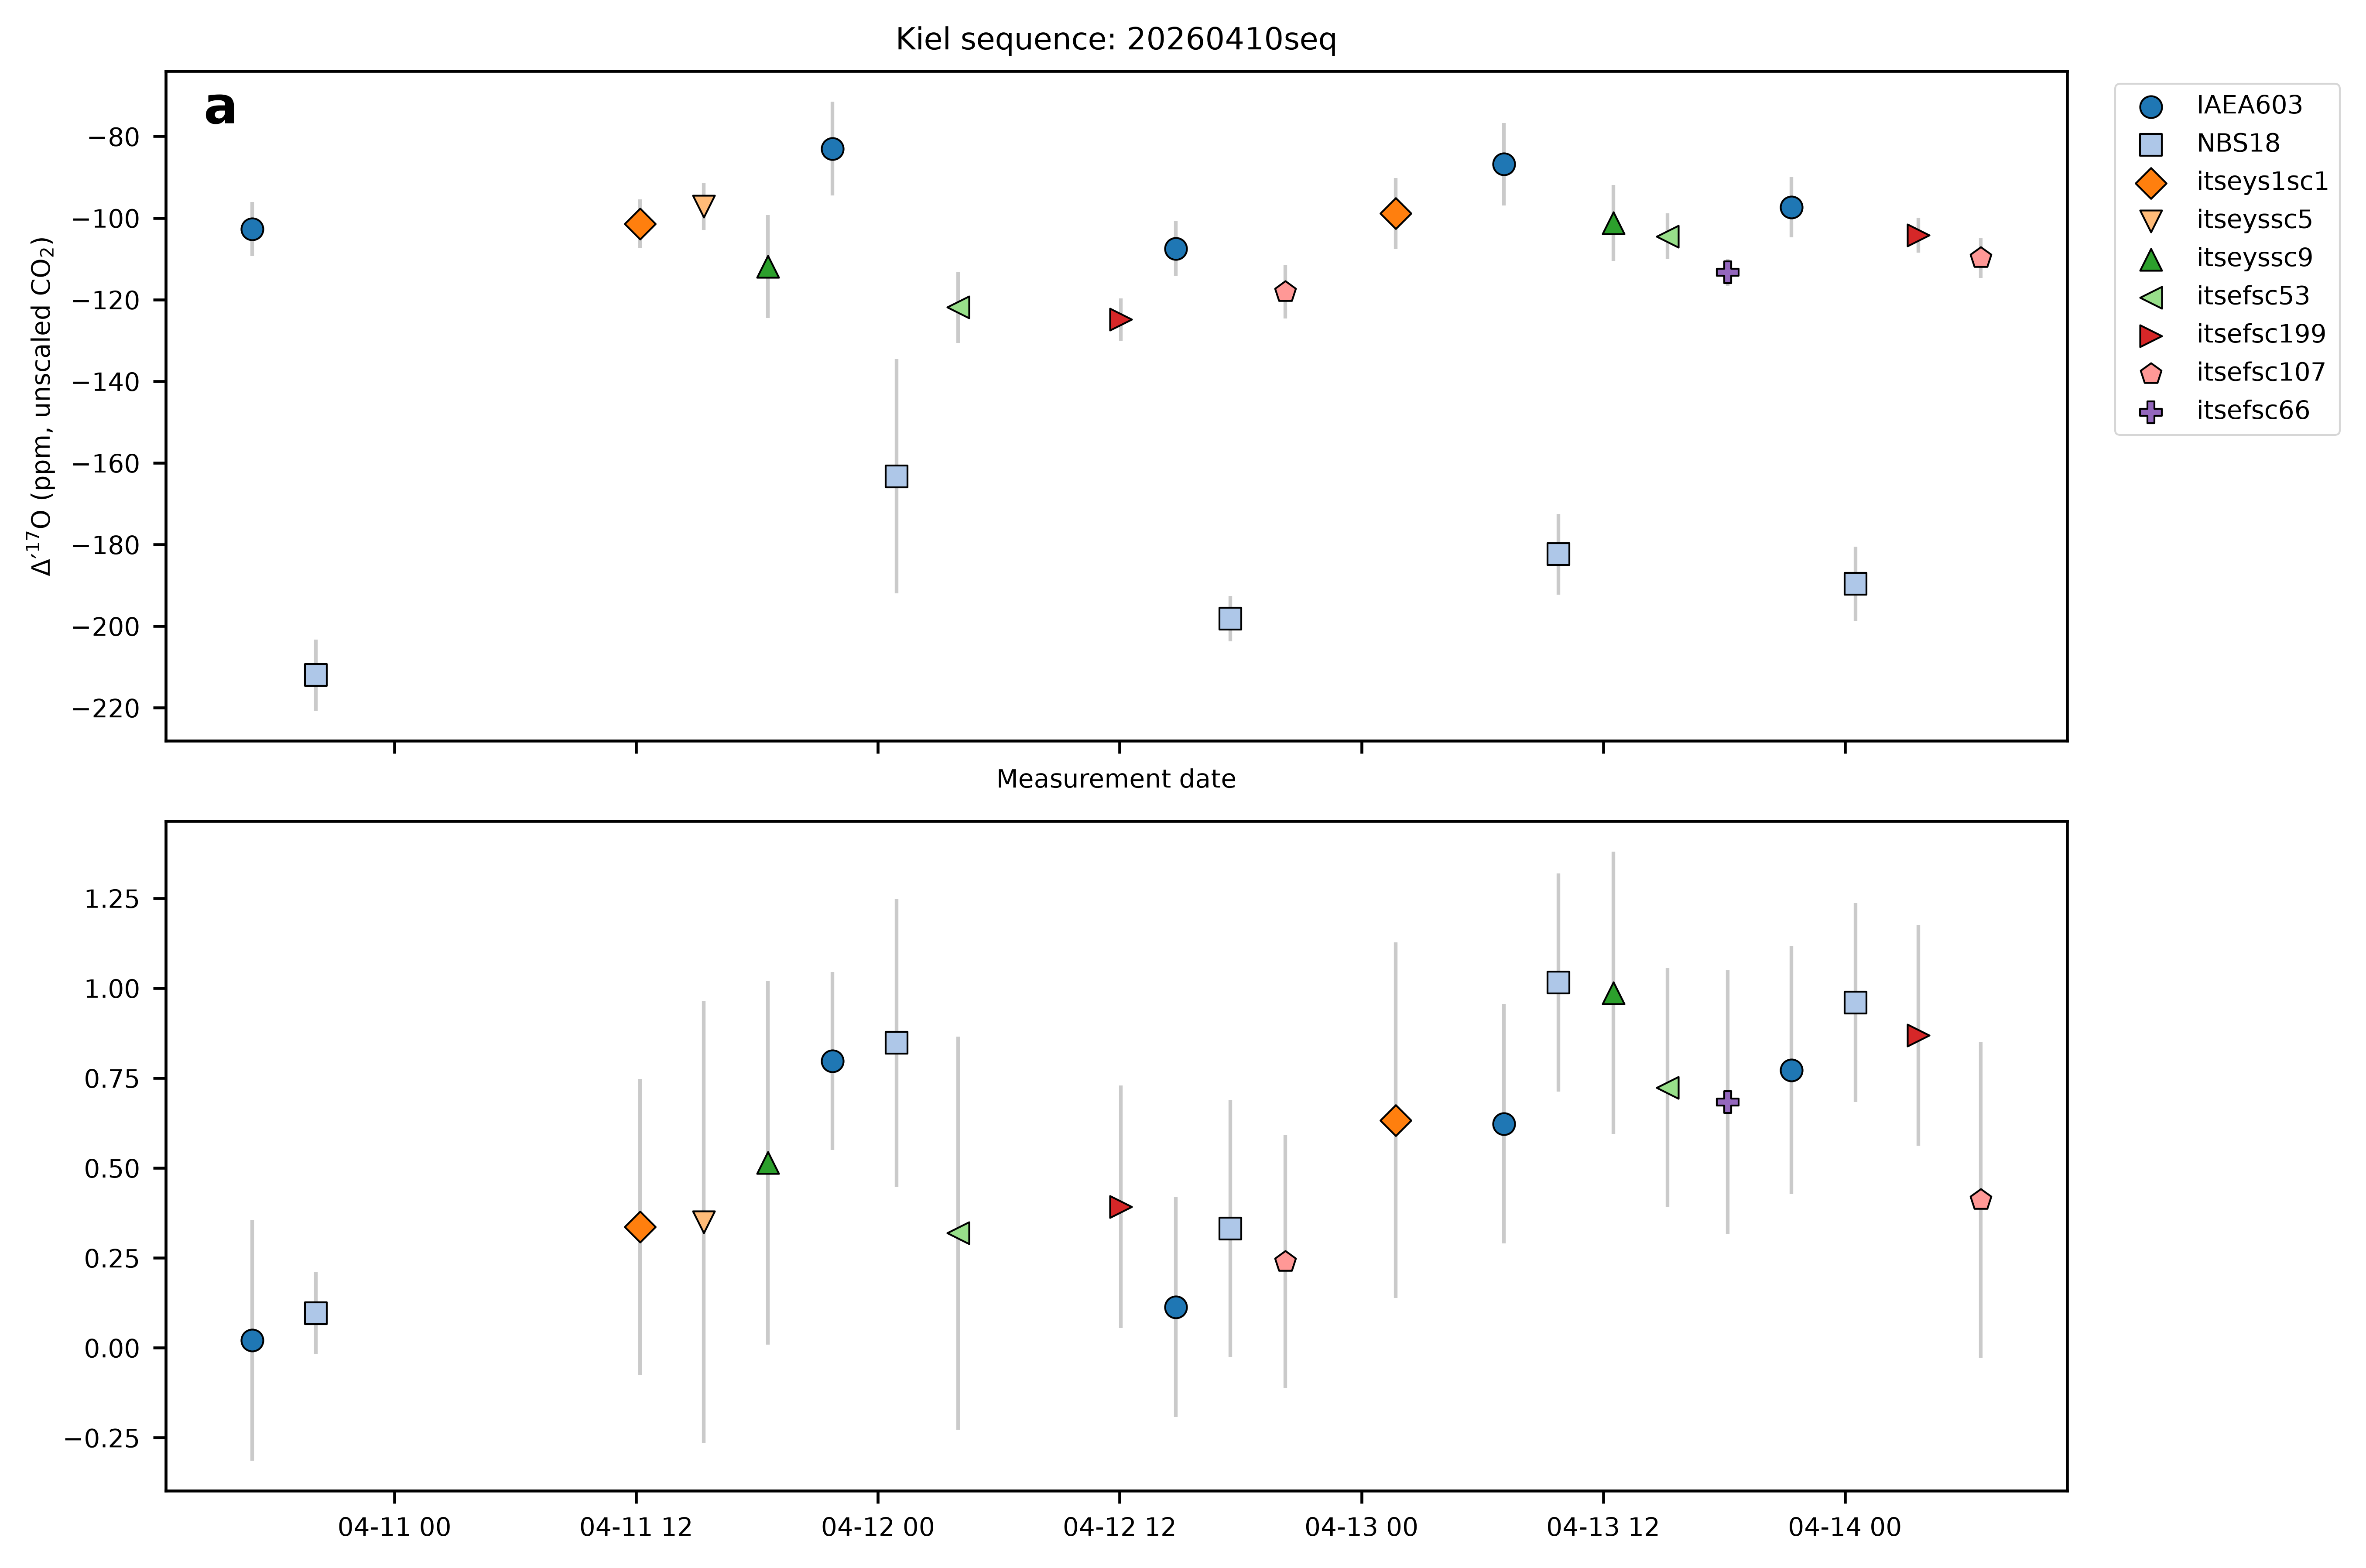 Kiel sequence: 20260410seq
a
−80
−100
−120
−140
−160
−180
−200
−220
Δ′¹⁷O (ppm, unscaled CO₂)
Measurement date
IAEA603
NBS18
itseys1sc1
itseyssc5
itseyssc9
itsefsc53
itsefsc199
itsefsc107
itsefsc66
1.25
1.00
0.75
0.50
0.25
0.00
−0.25
04-11 00
04-11 12
04-12 00
04-12 12
04-13 00
04-13 12
04-14 00